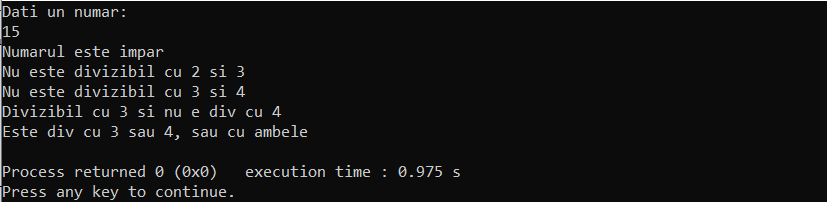 Dati un numar:
15
Numarul este impar
Nu este divizibil cu 2 si 3
Nu este divizibil cu 3 si 4
Divizibil cu 3 si nu e div cu 4
Este div cu 3 sau 4, sau cu ambele
Process returned 0 (0x0)   execution time : 0.975 s
Press any key to continue.